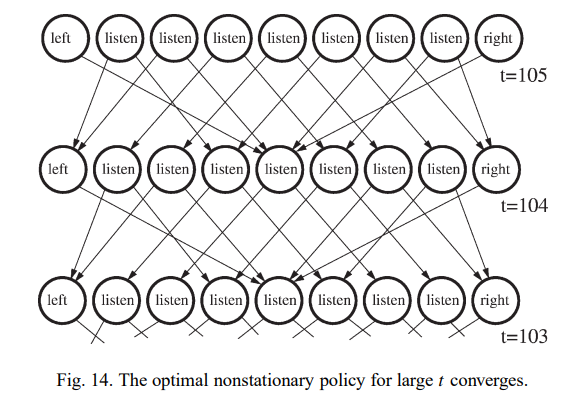 left listen listen listen listen listen listen listen right
t=105
left listen listen listen listen listen listen listen right
t=104
left listen listen listen listen listen listen listen right
t=103
Fig. 14. The optimal nonstationary policy for large t converges.